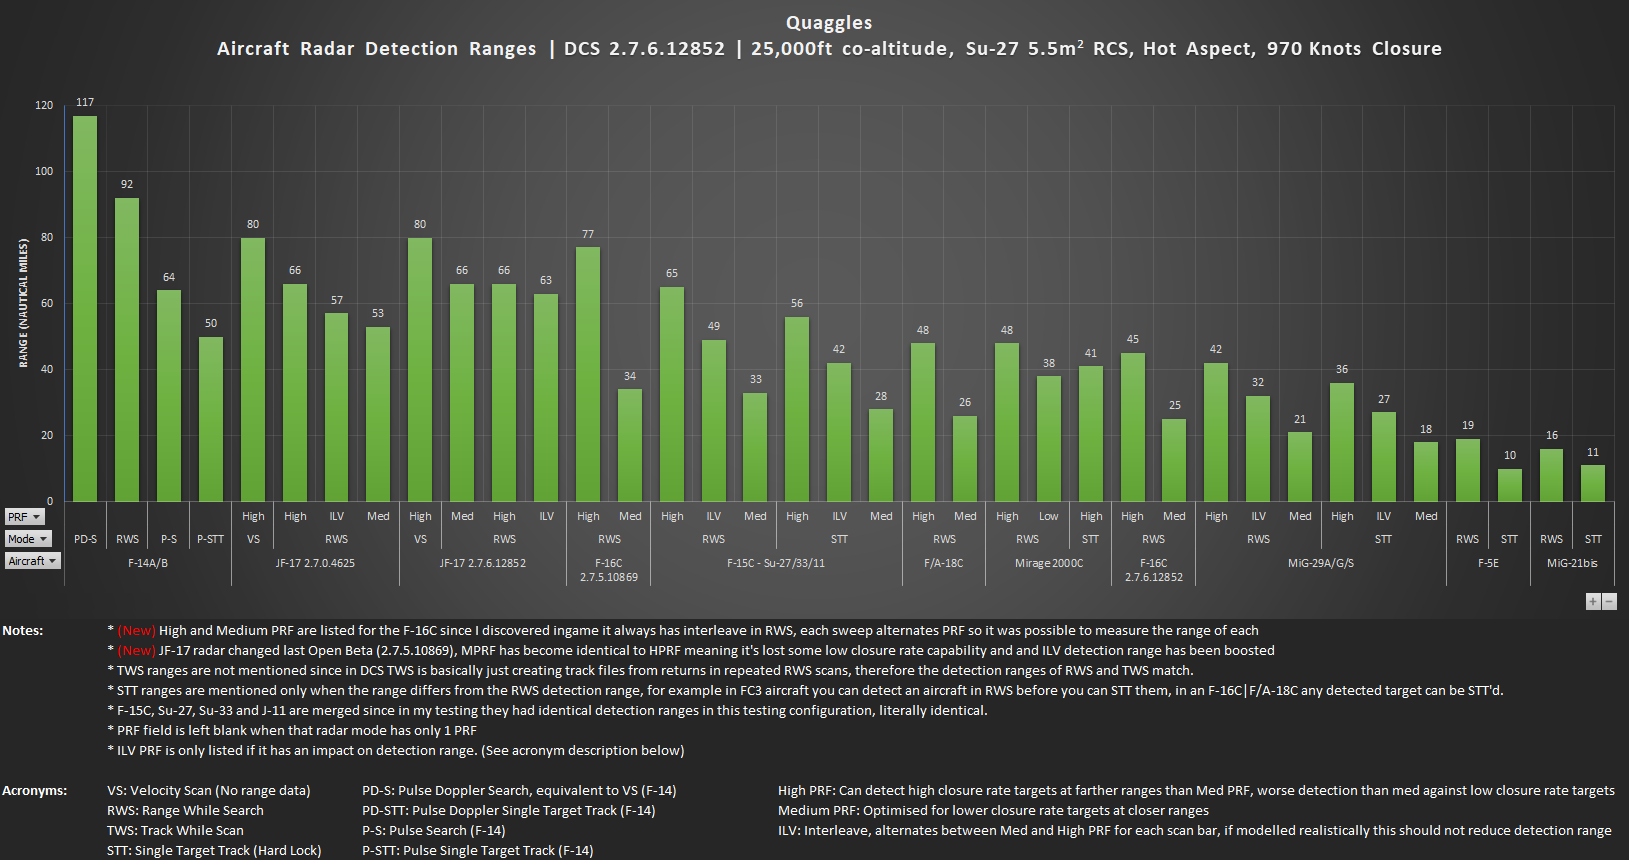 Quaggles
Aircraft Radar Detection Ranges | DCS 2.7.6.12852 | 25,000ft co-altitude, Su-27 5.5m² RCS, Hot Aspect, 970 Knots Closure
RANGE (NAUTICAL MILES)
120
100
80
60
40
20
0
117 92 64 50 80 66 57 53 80 66 66 63 77 34 65 49 33 56 42 28 48 26 48 38 41 45 25 42 32 21 36 27 18 19 10 16 11
PRF High High ILV Med High Med High ILV High Med High ILV Med High ILV Med High Med High Low High High Med High ILV Med High ILV Med
Mode PD-S RWS P-S P-STT VS RWS VS RWS RWS RWS STT RWS RWS STT RWS RWS STT RWS STT RWS STT
Aircraft F-14A/B JF-17 2.7.0.4625 JF-17 2.7.6.12852 F-16C 2.7.5.10869 F-15C - Su-27/33/11 F/A-18C Mirage 2000C F-16C 2.7.6.12852 MiG-29A/G/S F-5E MiG-21bis
+ −
Notes: * (New) High and Medium PRF are listed for the F-16C since I discovered ingame it always has interleave in RWS, each sweep alternates PRF so it was possible to measure the range of each
* (New) JF-17 radar changed last Open Beta (2.7.5.10869), MPRF has become identical to HPRF meaning it's lost some low closure rate capability and and ILV detection range has been boosted
* TWS ranges are not mentioned since in DCS TWS is basically just creating track files from returns in repeated RWS scans, therefore the detection ranges of RWS and TWS match.
* STT ranges are mentioned only when the range differs from the RWS detection range, for example in FC3 aircraft you can detect an aircraft in RWS before you can STT them, in an F-16C|F/A-18C any detected target can be STT'd.
* F-15C, Su-27, Su-33 and J-11 are merged since in my testing they had identical detection ranges in this testing configuration, literally identical.
* PRF field is left blank when that radar mode has only 1 PRF
* ILV PRF is only listed if it has an impact on detection range. (See acronym description below)
Acronyms: VS: Velocity Scan (No range data) PD-S: Pulse Doppler Search, equivalent to VS (F-14) High PRF: Can detect high closure rate targets at farther ranges than Med PRF, worse detection than med against low closure rate targets
RWS: Range While Search PD-STT: Pulse Doppler Single Target Track (F-14) Medium PRF: Optimised for lower closure rate targets at closer ranges
TWS: Track While Scan P-S: Pulse Search (F-14) ILV: Interleave, alternates between Med and High PRF for each scan bar, if modelled realistically this should not reduce detection range
STT: Single Target Track (Hard Lock) P-STT: Pulse Single Target Track (F-14)